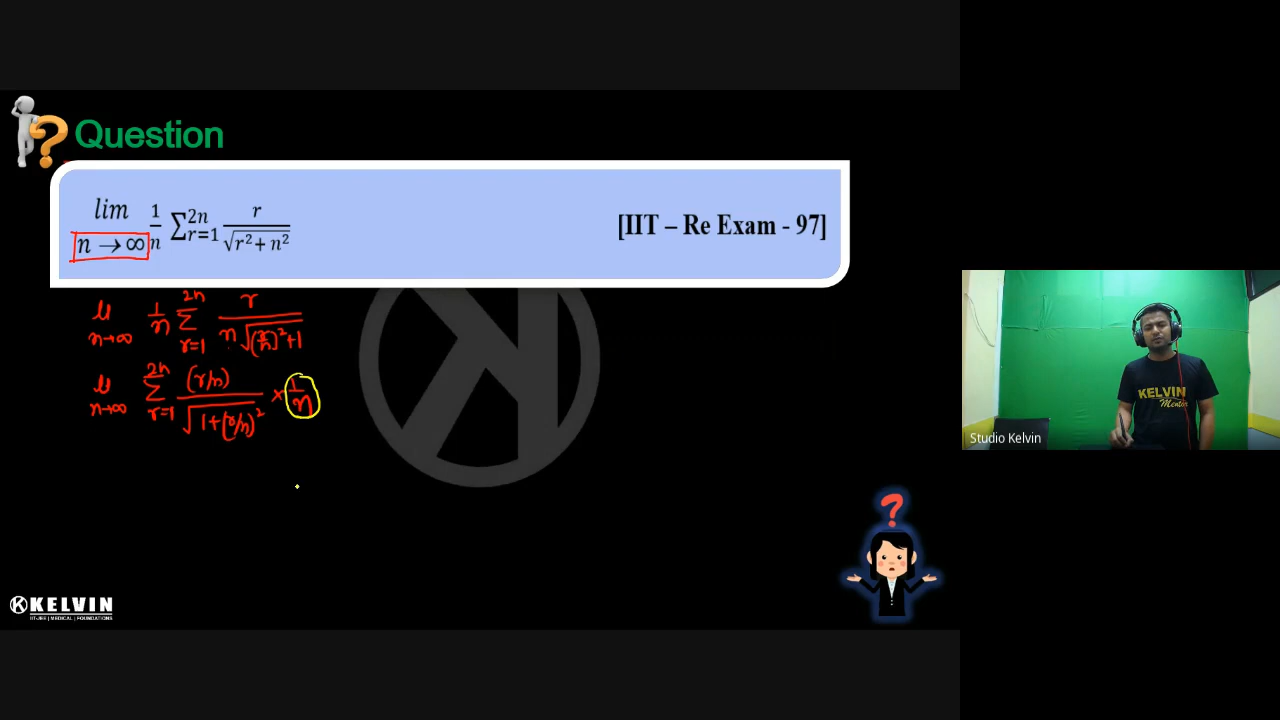 Question
lim n→∞ 1/n ∑_{r=1}^{2n} r/√(r²+n²) [IIT – Re Exam - 97]
lt n→∞ 1/n ∑_{r=1}^{2n} r/(n√((r/n)²+1))
lt n→∞ ∑_{r=1}^{2n} (r/n)/√(1+(r/n)²) × 1/n
KELVIN
Mentor
Studio Kelvin
?
KELVIN
IIT-JEE | MEDICAL | FOUNDATIONS